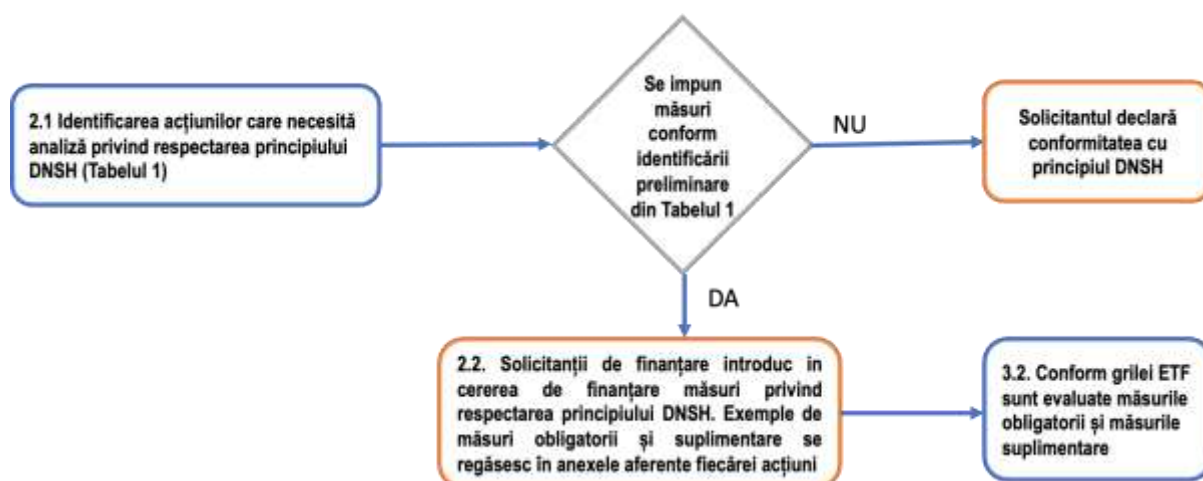 2.1 Identificarea acțiunilor care necesită
analiză privind respectarea principiului
DNSH (Tabelul 1)
Se impun
măsuri
conform
identificării
preliminare
din Tabelul 1
NU
Solicitantul declară
conformitatea cu
principiul DNSH
DA
2.2. Solicitanții de finanțare introduc in
cererea de finanțare măsuri privind
respectarea principiului DNSH. Exemple de
măsuri obligatorii și suplimentare se
regăsesc în anexele aferente fiecărei acțiuni
3.2. Conform grilei ETF
sunt evaluate măsurile
obligatorii și măsurile
suplimentare